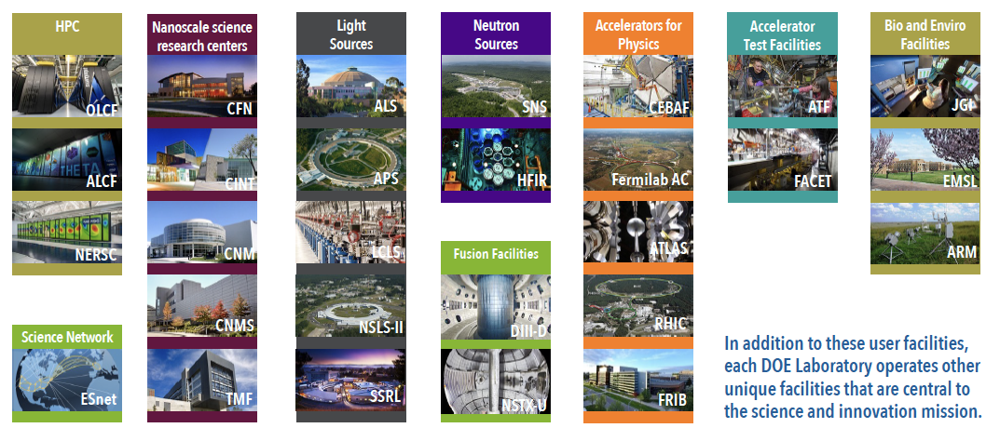 HPC
OLCF
ALCF
THETA
NERSC
Science Network
ESnet
Nanoscale science
research centers
CFN
CINT
CNM
CNMS
TMF
Light
Sources
ALS
APS
LCLS
NSLS-II
SSRL
Neutron
Sources
SNS
HFIR
Fusion Facilities
DIII-D
NSTX-U
Accelerators for
Physics
CEBAF
Fermilab AC
ATLAS
RHIC
FRIB
Accelerator
Test Facilities
ATF
FACET
Bio and Enviro
Facilities
JGI
EMSL
ARM
In addition to these user facilities,
each DOE Laboratory operates other
unique facilities that are central to
the science and innovation mission.